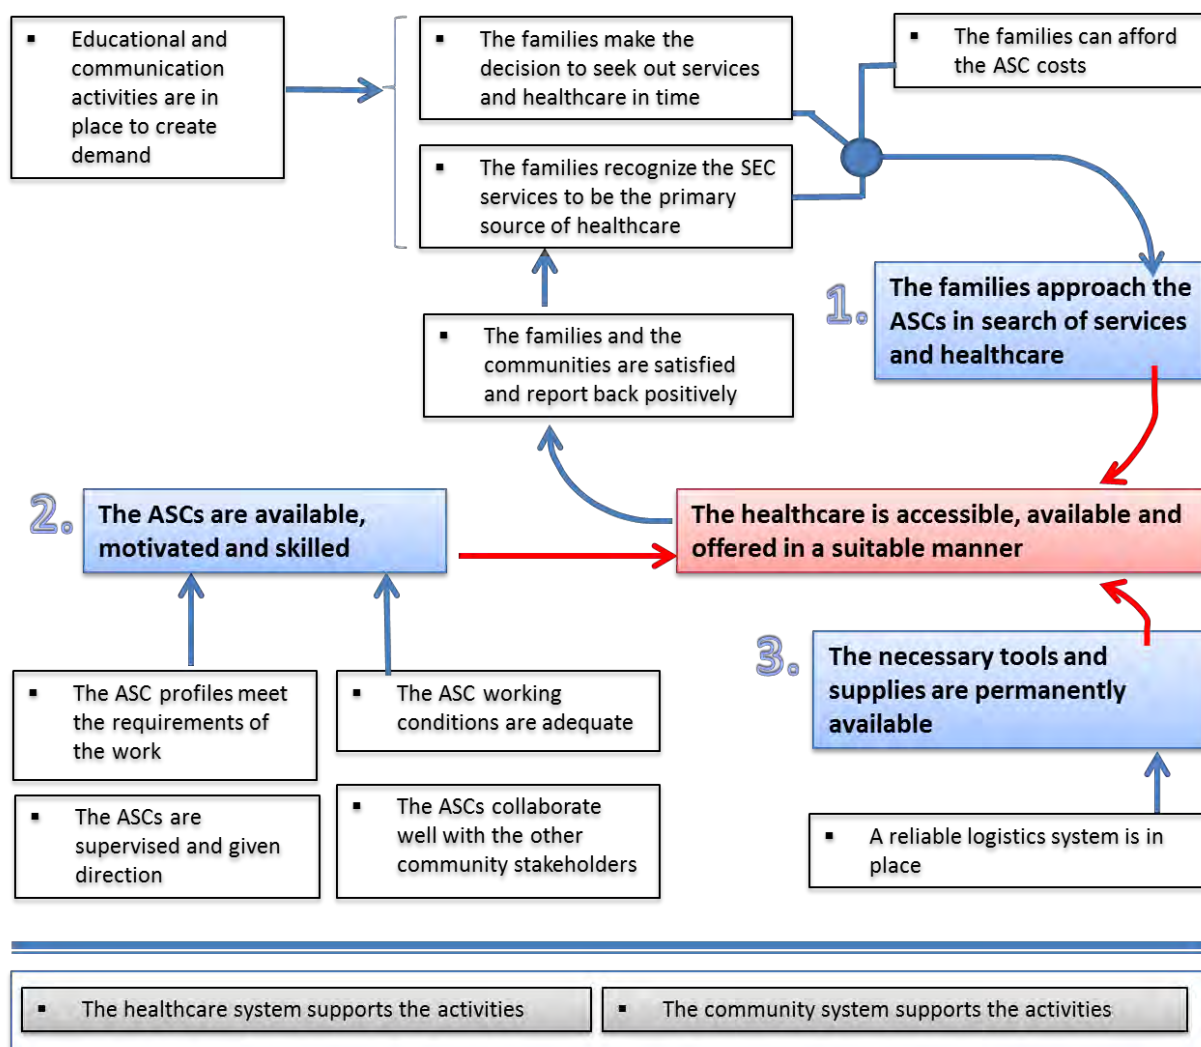 ▪ Educational and
communication
activities are in
place to create
demand
▪ The families make the
decision to seek out services
and healthcare in time
▪ The families can afford
the ASC costs
▪ The families recognize the SEC
services to be the primary
source of healthcare
1.
The families approach the
ASCs in search of services
and healthcare
▪ The families and the
communities are satisfied
and report back positively
2.
The ASCs are available,
motivated and skilled
The healthcare is accessible, available and
offered in a suitable manner
3.
The necessary tools and
supplies are permanently
available
▪ The ASC profiles meet
the requirements of
the work
▪ The ASC working
conditions are adequate
▪ The ASCs are
supervised and given
direction
▪ The ASCs collaborate
well with the other
community stakeholders
▪ A reliable logistics system is in
place
▪ The healthcare system supports the activities
▪ The community system supports the activities